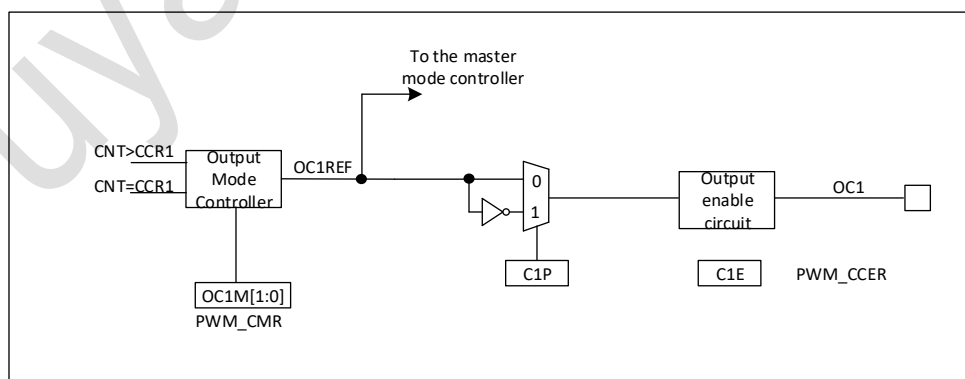 To the master
mode controller
CNT>CCR1
CNT=CCR1
Output
Mode
Controller
OC1REF
0
1
Output
enable
circuit
OC1
C1P
C1E
PWM_CCER
OC1M[1:0]
PWM_CMR
uya